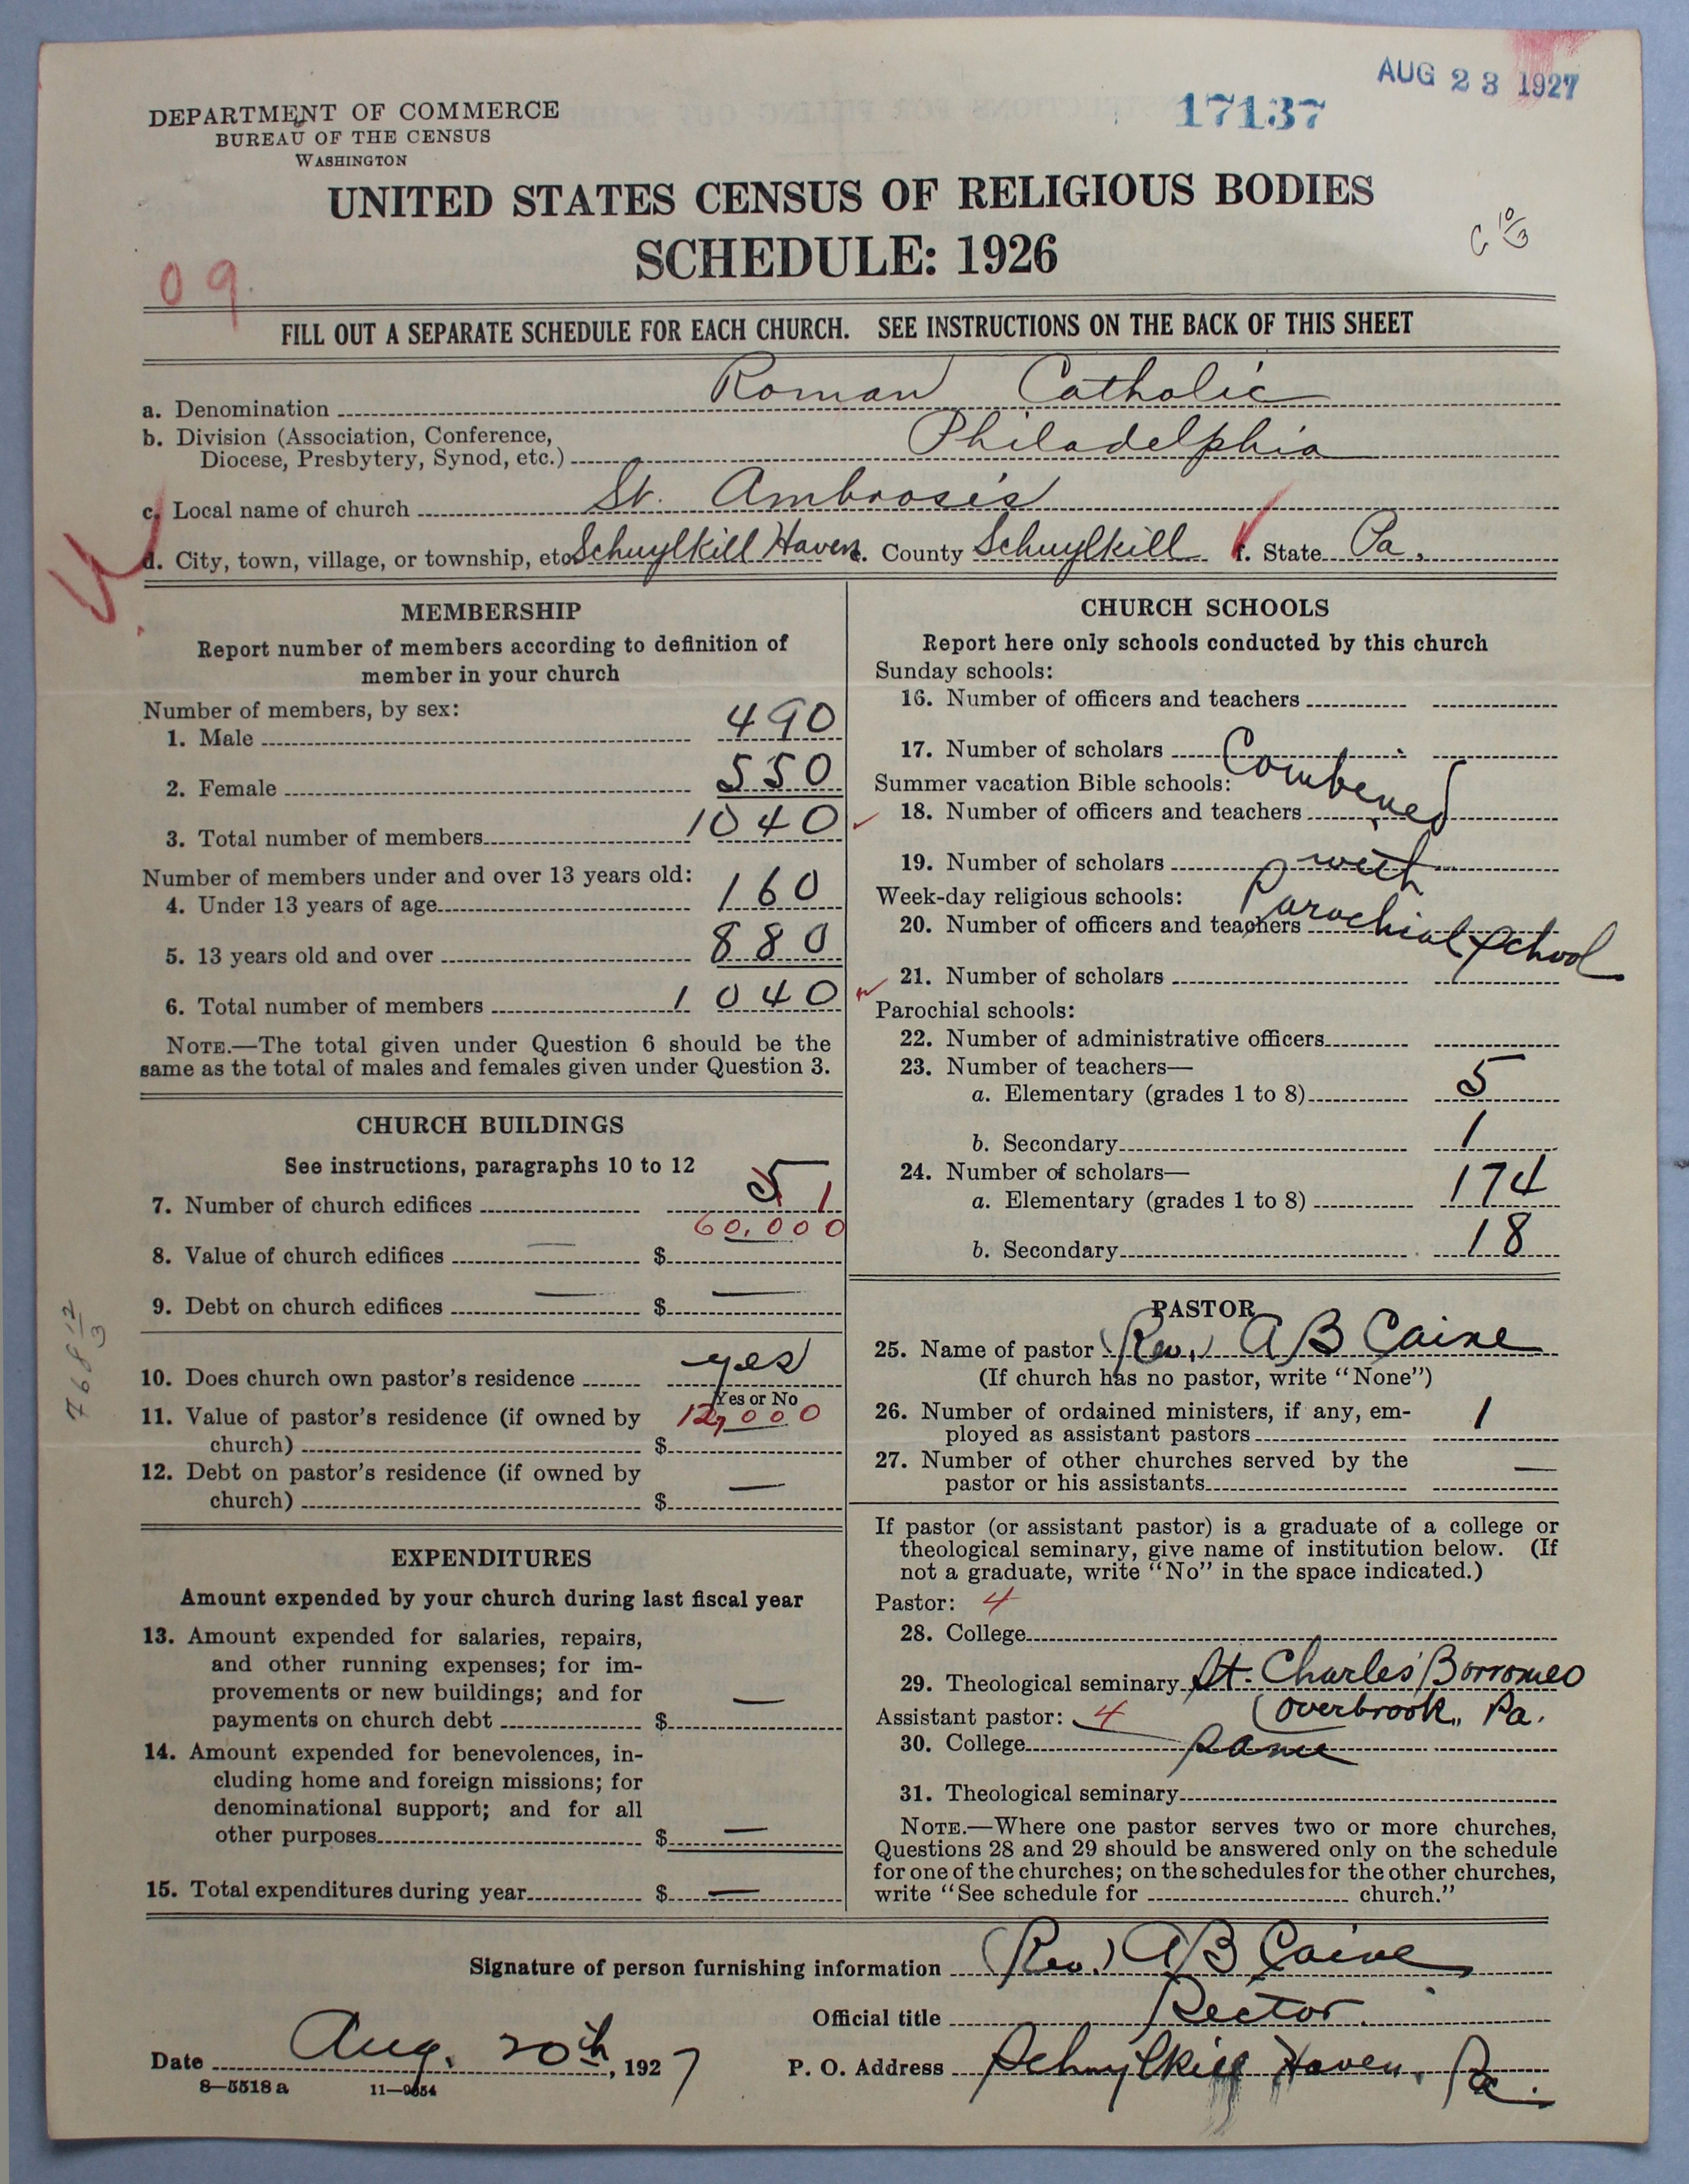 AUG 23 1927
17137
DEPARTMENT OF COMMERCE
BUREAU OF THE CENSUS
WASHINGTON
UNITED STATES CENSUS OF RELIGIOUS BODIES
SCHEDULE: 1926
C 10/3
09.
FILL OUT A SEPARATE SCHEDULE FOR EACH CHURCH. SEE INSTRUCTIONS ON THE BACK OF THIS SHEET
a. Denomination Roman Catholic
b. Division (Association, Conference,
Diocese, Presbytery, Synod, etc.) Philadelphia
c. Local name of church St. Ambrosis
d. City, town, village, or township, etc. Schuylkill Haven e. County Schuylkill f. State Pa.
MEMBERSHIP
Report number of members according to definition of
member in your church
Number of members, by sex:
1. Male 490
2. Female 550
3. Total number of members 1040
Number of members under and over 13 years old:
4. Under 13 years of age 160
5. 13 years old and over 880
6. Total number of members 1040
NOTE.—The total given under Question 6 should be the
same as the total of males and females given under Question 3.
CHURCH BUILDINGS
See instructions, paragraphs 10 to 12
7. Number of church edifices 5 1
60,000
8. Value of church edifices — $
9. Debt on church edifices — $ —
10. Does church own pastor's residence yes
Yes or No
11. Value of pastor's residence (if owned by 12,000
church) $
12. Debt on pastor's residence (if owned by
church) $ —
768 12/3
EXPENDITURES
Amount expended by your church during last fiscal year
13. Amount expended for salaries, repairs,
and other running expenses; for im-
provements or new buildings; and for
payments on church debt $ —
14. Amount expended for benevolences, in-
cluding home and foreign missions; for
denominational support; and for all
other purposes $ —
15. Total expenditures during year $ —
CHURCH SCHOOLS
Report here only schools conducted by this church
Sunday schools:
16. Number of officers and teachers
17. Number of scholars Combened
Summer vacation Bible schools:
18. Number of officers and teachers
19. Number of scholars with
Week-day religious schools:
20. Number of officers and teachers Parochial School
21. Number of scholars
Parochial schools:
22. Number of administrative officers
23. Number of teachers—
a. Elementary (grades 1 to 8) 5
b. Secondary 1
24. Number of scholars—
a. Elementary (grades 1 to 8) 174
b. Secondary 18
PASTOR
25. Name of pastor (Rev.) A B Caine
(If church has no pastor, write "None")
26. Number of ordained ministers, if any, em-
ployed as assistant pastors 1
27. Number of other churches served by the
pastor or his assistants —
If pastor (or assistant pastor) is a graduate of a college or
theological seminary, give name of institution below. (If
not a graduate, write "No" in the space indicated.)
Pastor: 4
28. College
29. Theological seminary St. Charles Borromeo
Assistant pastor: 4 (Overbrook, Pa.
30. College same
31. Theological seminary
NOTE.—Where one pastor serves two or more churches,
Questions 28 and 29 should be answered only on the schedule
for one of the churches; on the schedules for the other churches,
write "See schedule for church."
Signature of person furnishing information (Rev.) A B Caine
Official title Rector.
Date Aug. 20th, 1927 P. O. Address Schuylkill Haven, Pa.
8—5518 a 11—9654